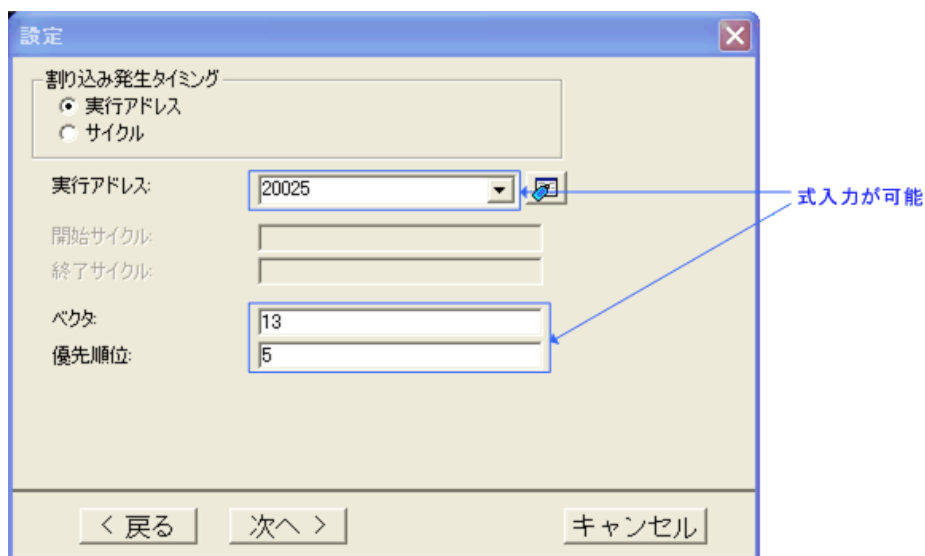 設定
割り込み発生タイミング
実行アドレス
サイクル
実行アドレス: 20025
式入力が可能
開始サイクル:
終了サイクル:
ベクタ: 13
優先順位: 5
< 戻る 次へ > キャンセル